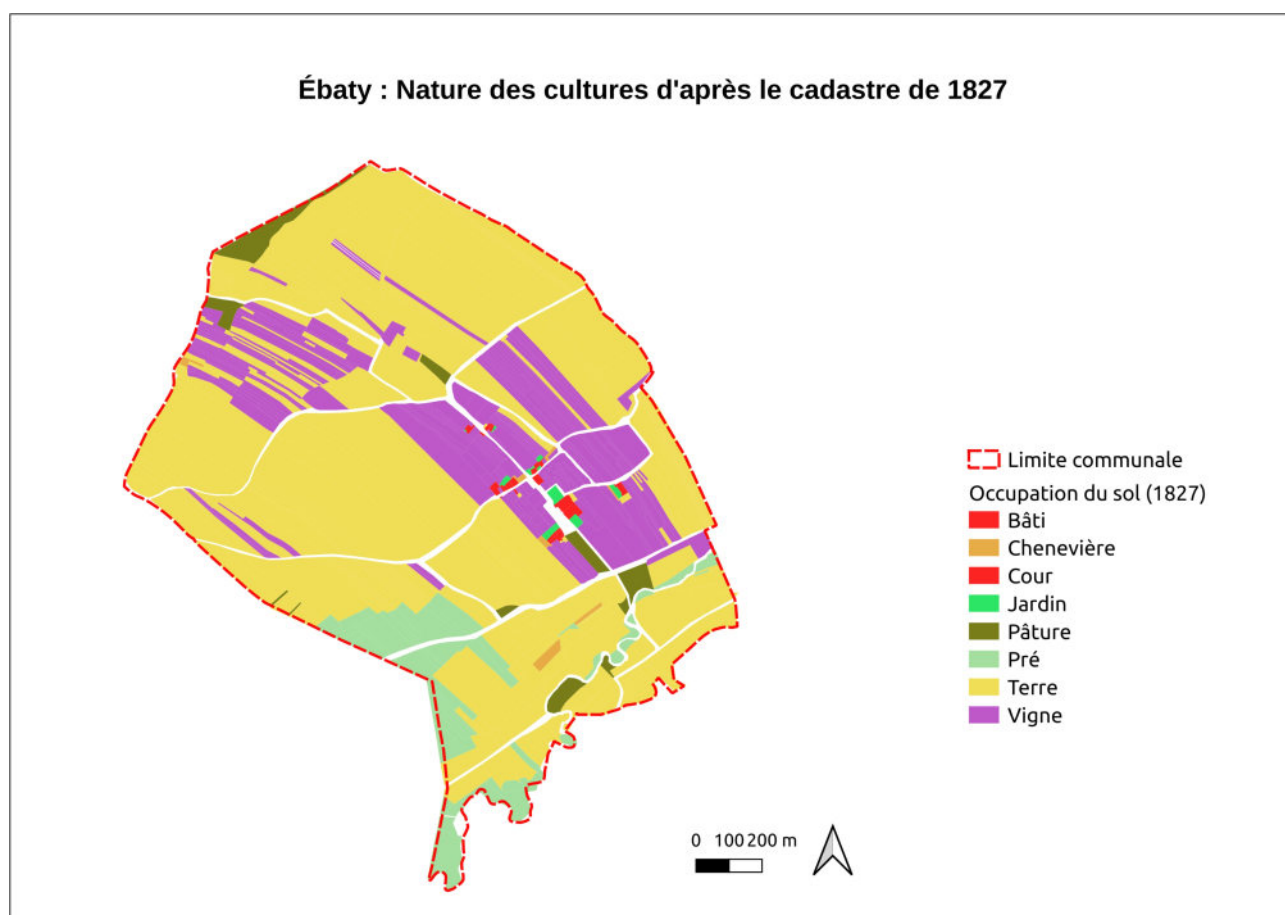 Ébaty : Nature des cultures d'après le cadastre de 1827
Limite communale
Occupation du sol (1827)
Bâti
Chenevière
Cour
Jardin
Pâture
Pré
Terre
Vigne
0 100 200 m